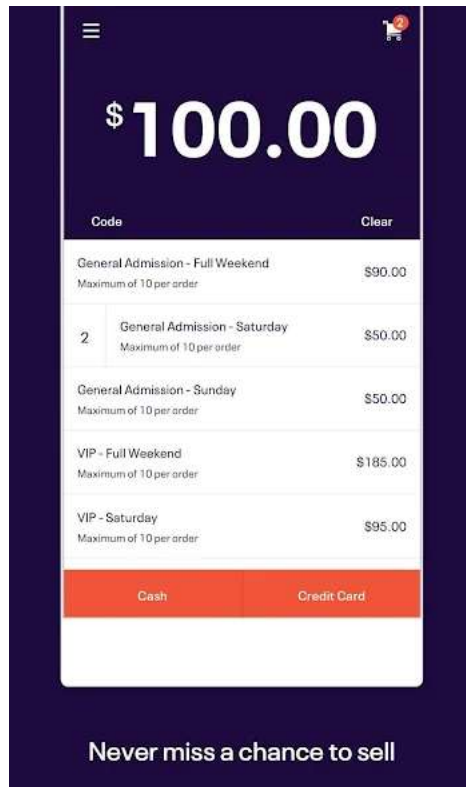 2
$100.00
Code Clear
General Admission - Full Weekend $90.00
Maximum of 10 per order
2 General Admission - Saturday $50.00
Maximum of 10 per order
General Admission - Sunday $50.00
Maximum of 10 per order
VIP - Full Weekend $185.00
Maximum of 10 per order
VIP - Saturday $95.00
Maximum of 10 per order
Cash Credit Card
Never miss a chance to sell